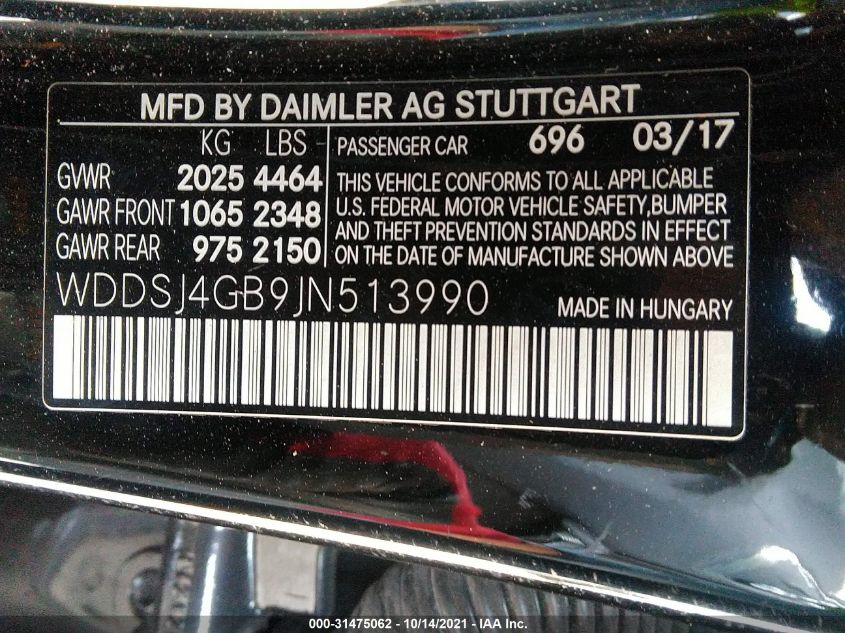 MFD BY DAIMLER AG STUTTGART
KG LBS
GVWR 2025 4464
GAWR FRONT 1065 2348
GAWR REAR 975 2150
PASSENGER CAR 696 03/17
THIS VEHICLE CONFORMS TO ALL APPLICABLE
U.S. FEDERAL MOTOR VEHICLE SAFETY, BUMPER
AND THEFT PREVENTION STANDARDS IN EFFECT
ON THE DATE OF MANUFACTURE SHOWN ABOVE
WDDSJ4GB9JN513990 MADE IN HUNGARY
000-31475062 - 10/14/2021 - IAA Inc.